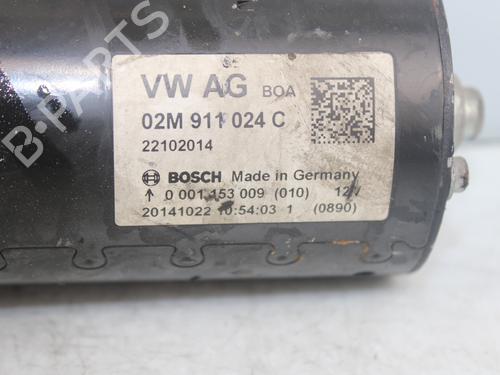 VW AG BOA
02M 911 024 C
22102014
BOSCH Made in Germany
↑ 0 001 153 009 (010) 12V
20141022 10:54:03 1 (0890)